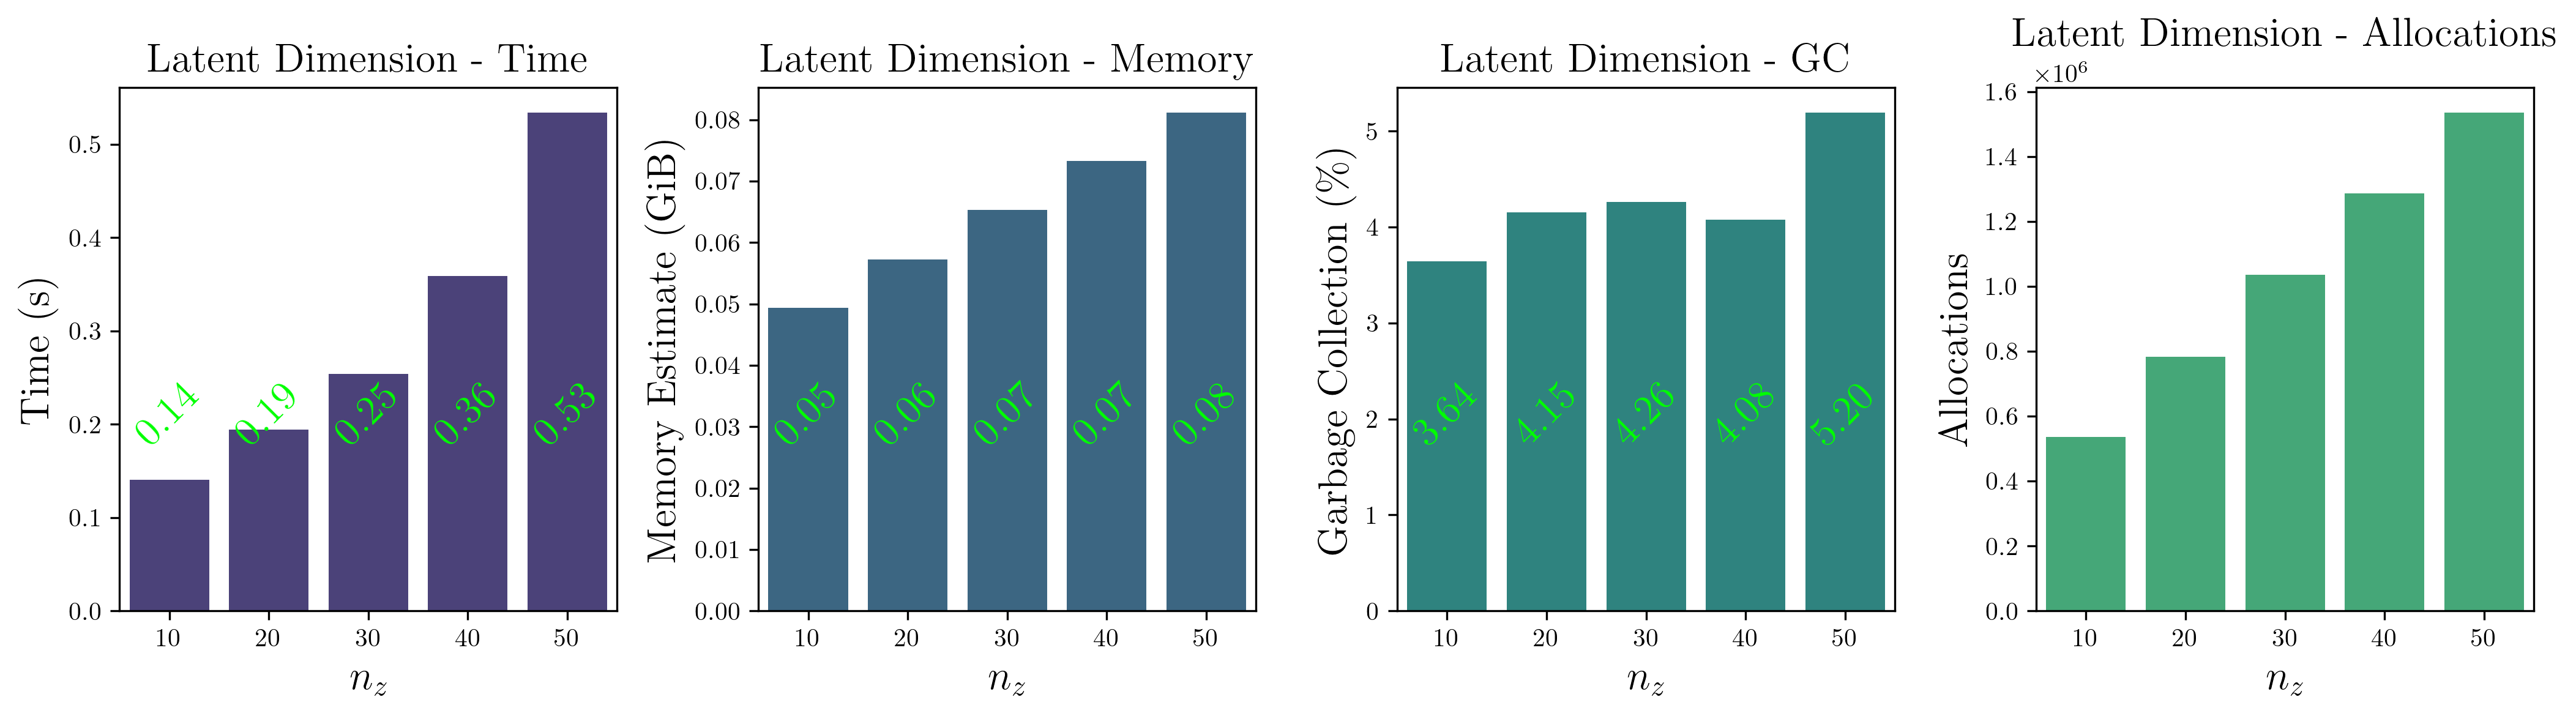 Latent Dimension - Time
Time (s)
0.5
0.4
0.3
0.2
0.1
0.0
0.14
0.19
0.25
0.36
0.53
10 20 30 40 50
n_z
Latent Dimension - Memory
Memory Estimate (GiB)
0.08
0.07
0.06
0.05
0.04
0.03
0.02
0.01
0.00
0.05
0.06
0.07
0.07
0.08
10 20 30 40 50
n_z
Latent Dimension - GC
Garbage Collection (%)
5
4
3
2
1
0
3.64
4.15
4.26
4.08
5.20
10 20 30 40 50
n_z
Latent Dimension - Allocations
×10⁶
Allocations
1.6
1.4
1.2
1.0
0.8
0.6
0.4
0.2
0.0
10 20 30 40 50
n_z